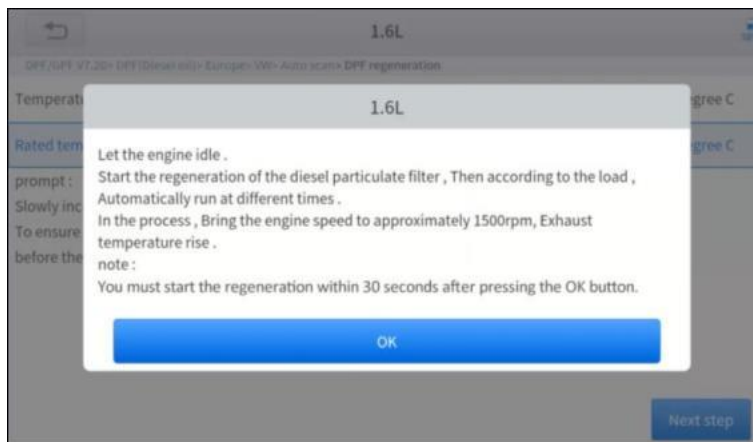 1.6L
DPF/GPF V7.20> DPF(Diesel oil)> Europe> VW> Auto scan> DPF regeneration
Temperat
gree C
1.6L
Rated tem
gree C
Let the engine idle .
Start the regeneration of the diesel particulate filter , Then according to the load ,
Automatically run at different times .
In the process , Bring the engine speed to approximately 1500rpm, Exhaust
temperature rise .
note :
You must start the regeneration within 30 seconds after pressing the OK button.
prompt :
Slowly inc
To ensure
before the
OK
Next step